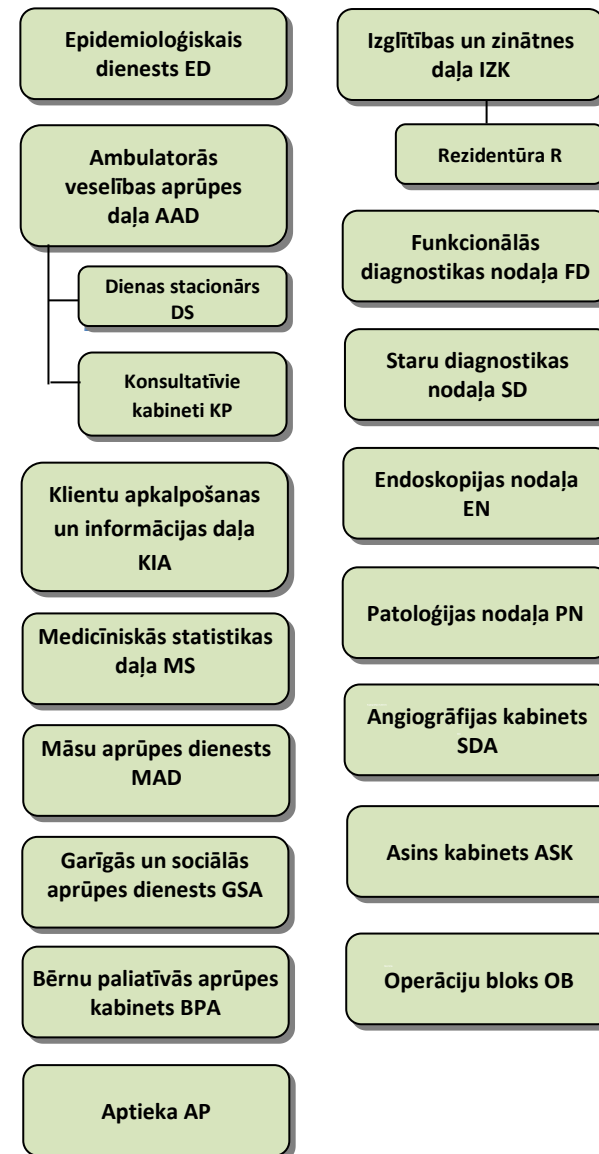 Epidemioloģiskais
dienests ED
Ambulatorās
veselības aprūpes
daļa AAD
Dienas stacionārs
DS
Konsultatīvie
kabineti KP
Klientu apkalpošanas
un informācijas daļa
KIA
Medicīniskās statistikas
daļa MS
Māsu aprūpes dienests
MAD
Garīgās un sociālās
aprūpes dienests GSA
Bērnu paliatīvās aprūpes
kabinets BPA
Aptieka AP
Izglītības un zinātnes
daļa IZK
Rezidentūra R
Funkcionālās
diagnostikas nodaļa FD
Staru diagnostikas
nodaļa SD
Endoskopijas nodaļa
EN
Patoloģijas nodaļa PN
Angiogrāfijas kabinets
SDA
Asins kabinets ASK
Operāciju bloks OB